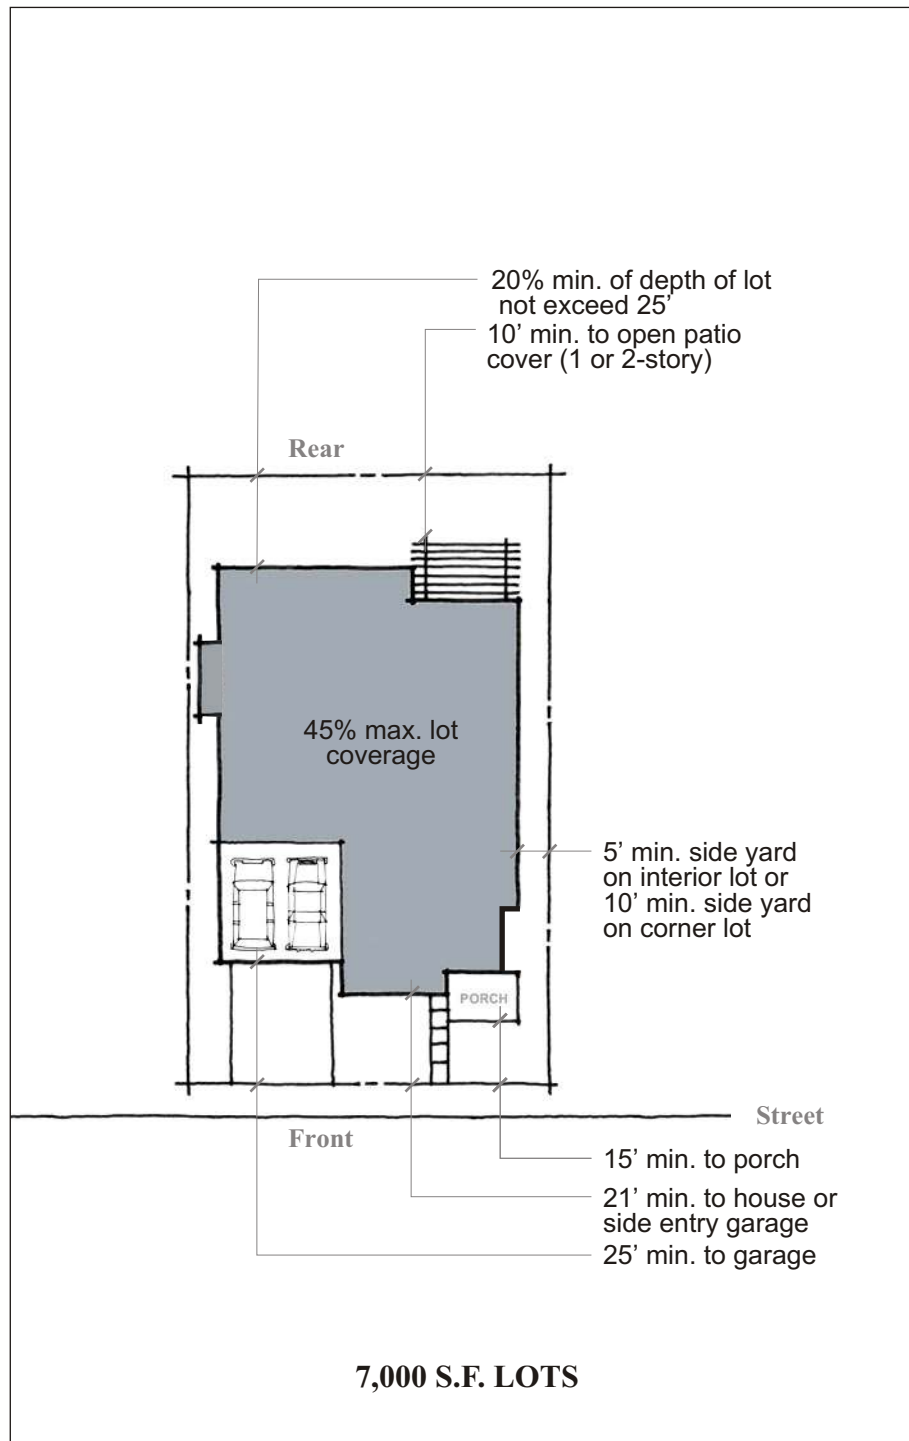 20% min. of depth of lot
not exceed 25’
10’ min. to open patio
cover (1 or 2-story)
Rear
45% max. lot
coverage
5’ min. side yard
on interior lot or
10’ min. side yard
on corner lot
PORCH
Street
Front
15’ min. to porch
21’ min. to house or
side entry garage
25’ min. to garage
7,000 S.F. LOTS